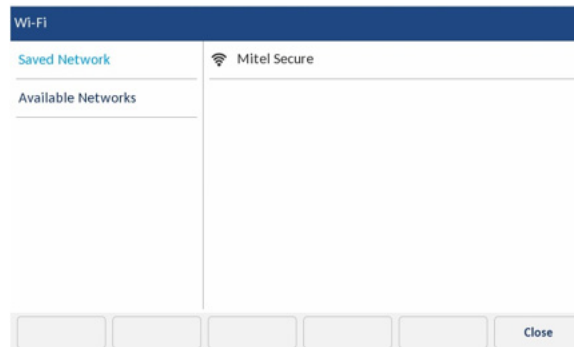 Wi-Fi
Saved Network
Mitel Secure
Available Networks
Close